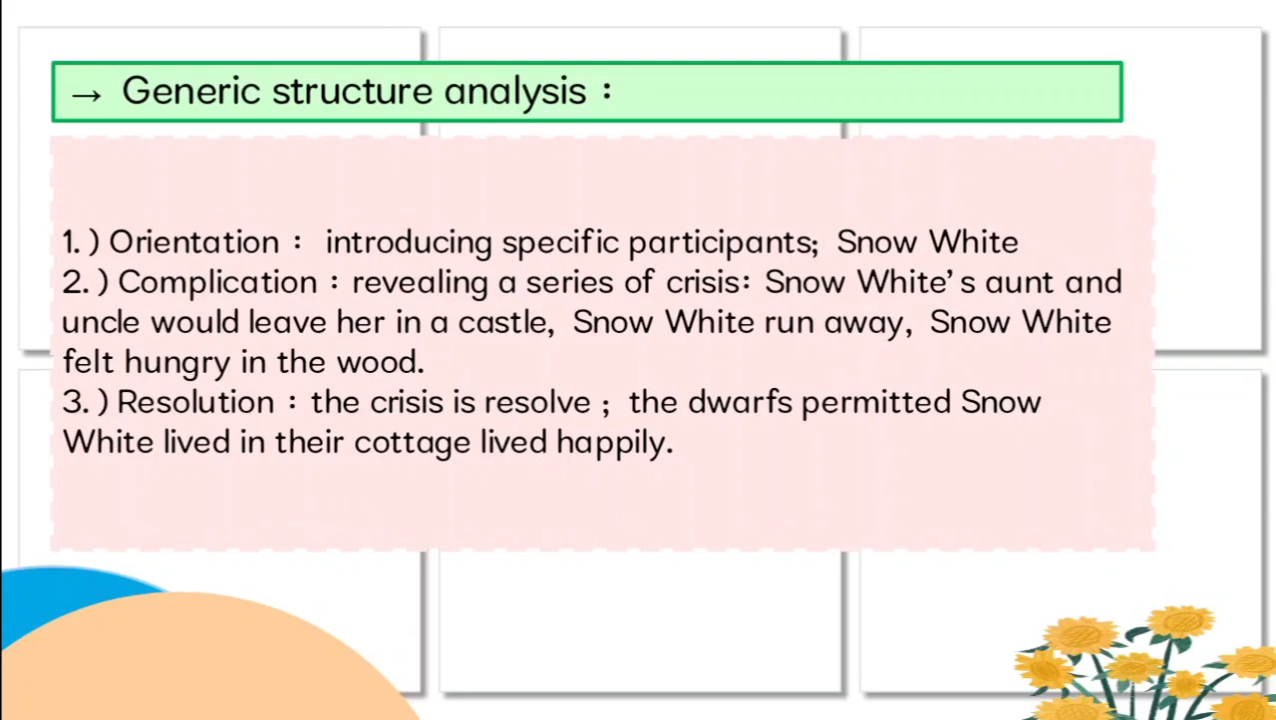 → Generic structure analysis :
1. ) Orientation : introducing specific participants; Snow White
2. ) Complication : revealing a series of crisis: Snow White's aunt and
uncle would leave her in a castle, Snow White run away, Snow White
felt hungry in the wood.
3. ) Resolution : the crisis is resolve ; the dwarfs permitted Snow
White lived in their cottage lived happily.